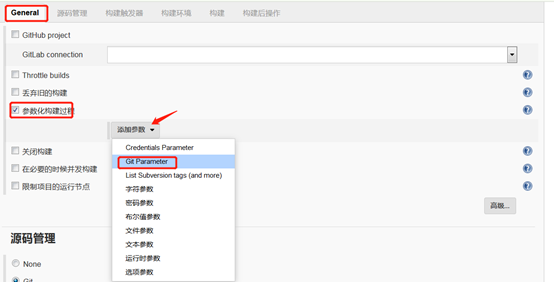 General 源码管理 构建触发器 构建环境 构建 构建后操作
GitHub project
GitLab connection
Throttle builds
丢弃旧的构建
参数化构建过程
添加参数
Credentials Parameter
Git Parameter
List Subversion tags (and more)
字符参数
密码参数
布尔值参数
文件参数
文本参数
运行时参数
选项参数
关闭构建
在必要的时候并发构建
限制项目的运行节点
高级...
源码管理
None
Git